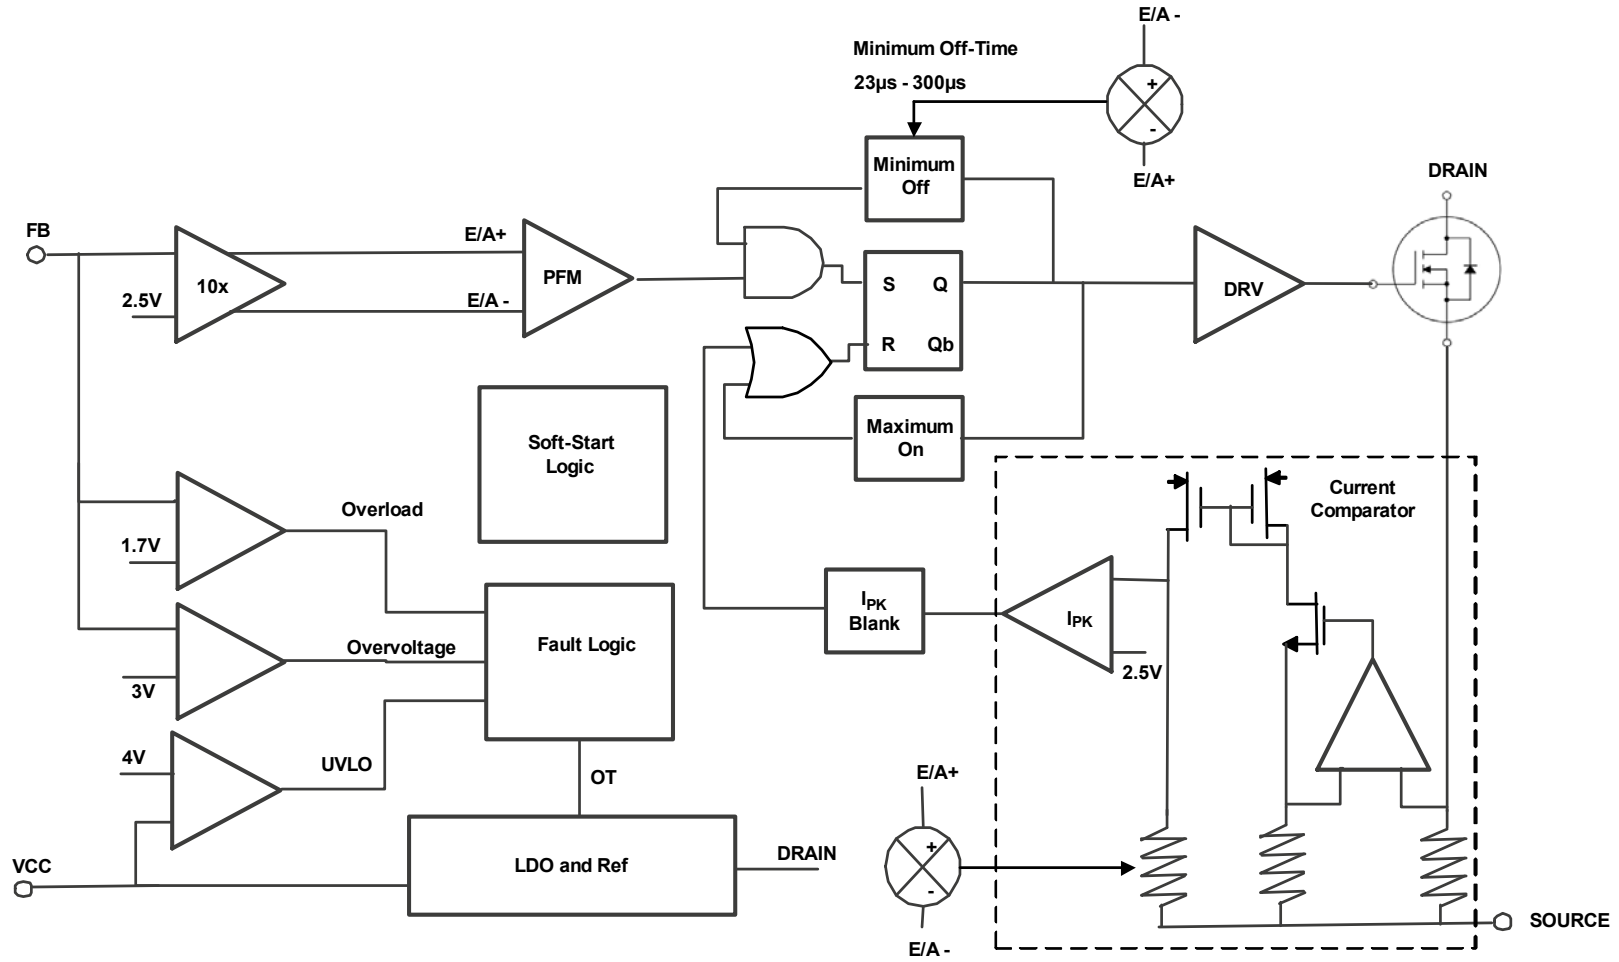 E/A -
Minimum Off-Time
23µs - 300µs
+
-
E/A+
Minimum
Off
DRAIN
FB
E/A+
10x
PFM
2.5V
E/A -
S
Q
R
Qb
DRV
Soft-Start
Logic
Maximum
On
Current
Comparator
Overload
1.7V
IPK
Blank
IPK
2.5V
Fault Logic
Overvoltage
3V
4V
UVLO
OT
E/A+
+
-
E/A -
VCC
LDO and Ref
DRAIN
SOURCE